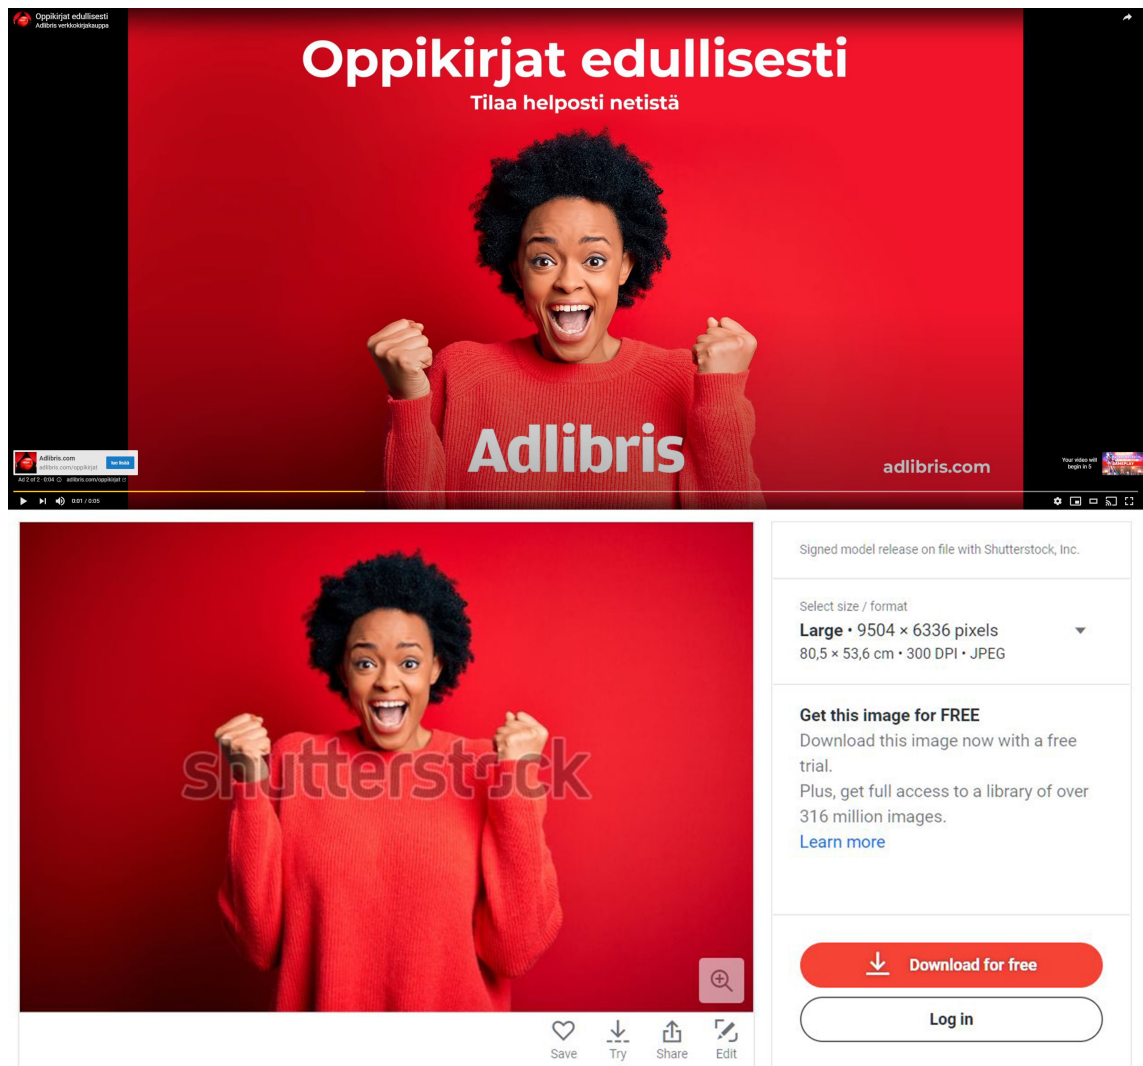 Oppikirjat edullisesti
Adlibris verkkokirjakauppa
Oppikirjat edullisesti
Tilaa helposti netistä
Adlibris
adlibris.com
Adlibris.com
adlibris.com/oppikirjat
lue lisää
Ad 2 of 2 · 0:04
adlibris.com/oppikirjat
Your video will
begin in 5
GAMEPLAY
0:01 / 0:05
shutterstock
Signed model release on file with Shutterstock, Inc.
Select size / format
Large • 9504 × 6336 pixels
80,5 × 53,6 cm • 300 DPI • JPEG
Get this image for FREE
Download this image now with a free
trial.
Plus, get full access to a library of over
316 million images.
Learn more
Download for free
Log in
Save
Try
Share
Edit